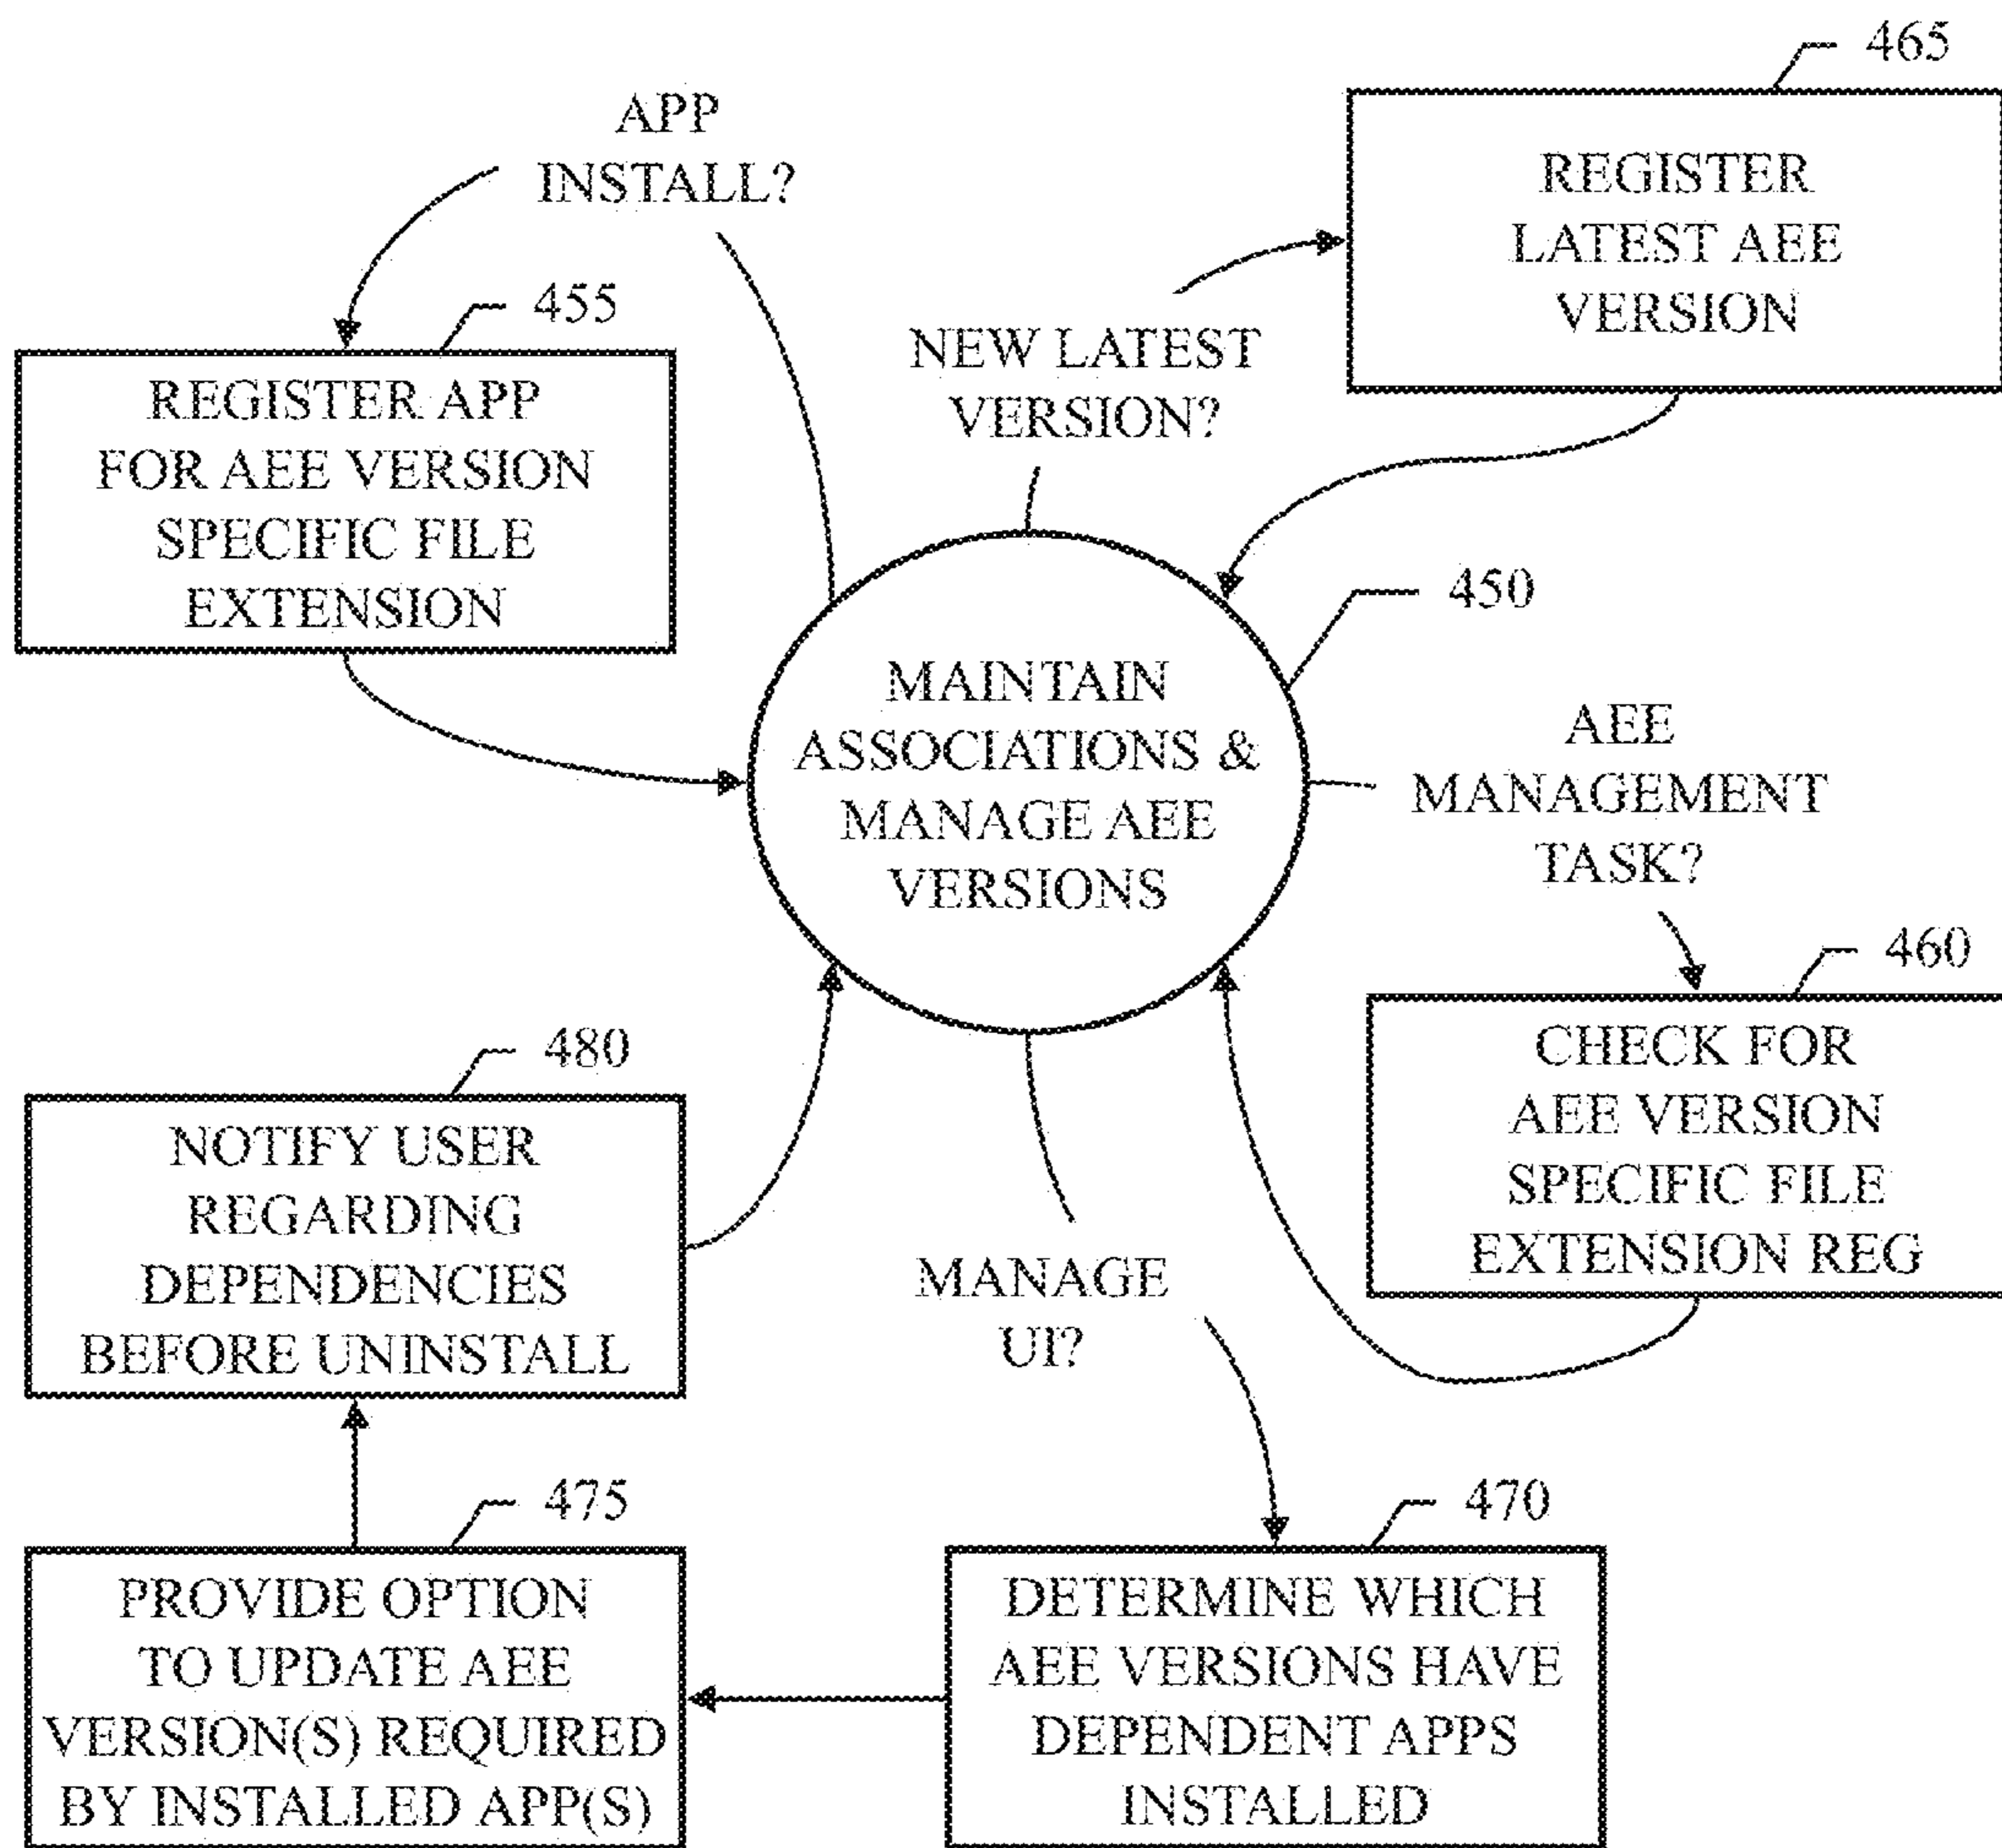 465
APP
INSTALL?
REGISTER
LATEST AEE
VERSION
455
NEW LATEST
VERSION?
REGISTER APP
FOR AEE VERSION
SPECIFIC FILE
EXTENSION
450
MAINTAIN
ASSOCIATIONS &
MANAGE AEE
VERSIONS
AEE
MANAGEMENT
TASK?
460
CHECK FOR
AEE VERSION
SPECIFIC FILE
EXTENSION REG
480
NOTIFY USER
REGARDING
DEPENDENCIES
BEFORE UNINSTALL
MANAGE
UI?
475
PROVIDE OPTION
TO UPDATE AEE
VERSION(S) REQUIRED
BY INSTALLED APP(S)
470
DETERMINE WHICH
AEE VERSIONS HAVE
DEPENDENT APPS
INSTALLED